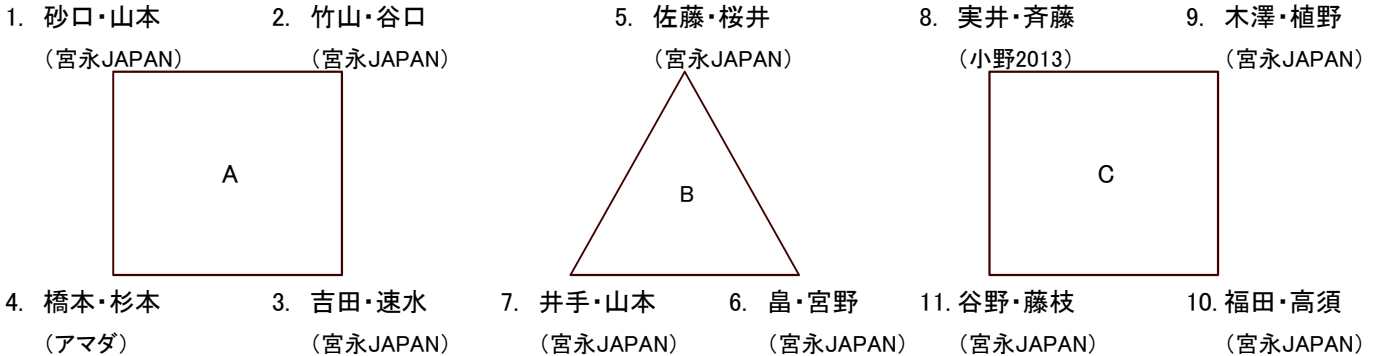 1. 砂口・山本 2. 竹山・谷口 5. 佐藤・桜井 8. 実井・斉藤 9. 木澤・植野
（宮永JAPAN） （宮永JAPAN） （宮永JAPAN） （小野2013） （宮永JAPAN）
A B C
4. 橋本・杉本 3. 吉田・速水 7. 井手・山本 6. 畠・宮野 11. 谷野・藤枝 10. 福田・高須
（アマダ） （宮永JAPAN） （宮永JAPAN） （宮永JAPAN） （宮永JAPAN） （宮永JAPAN）